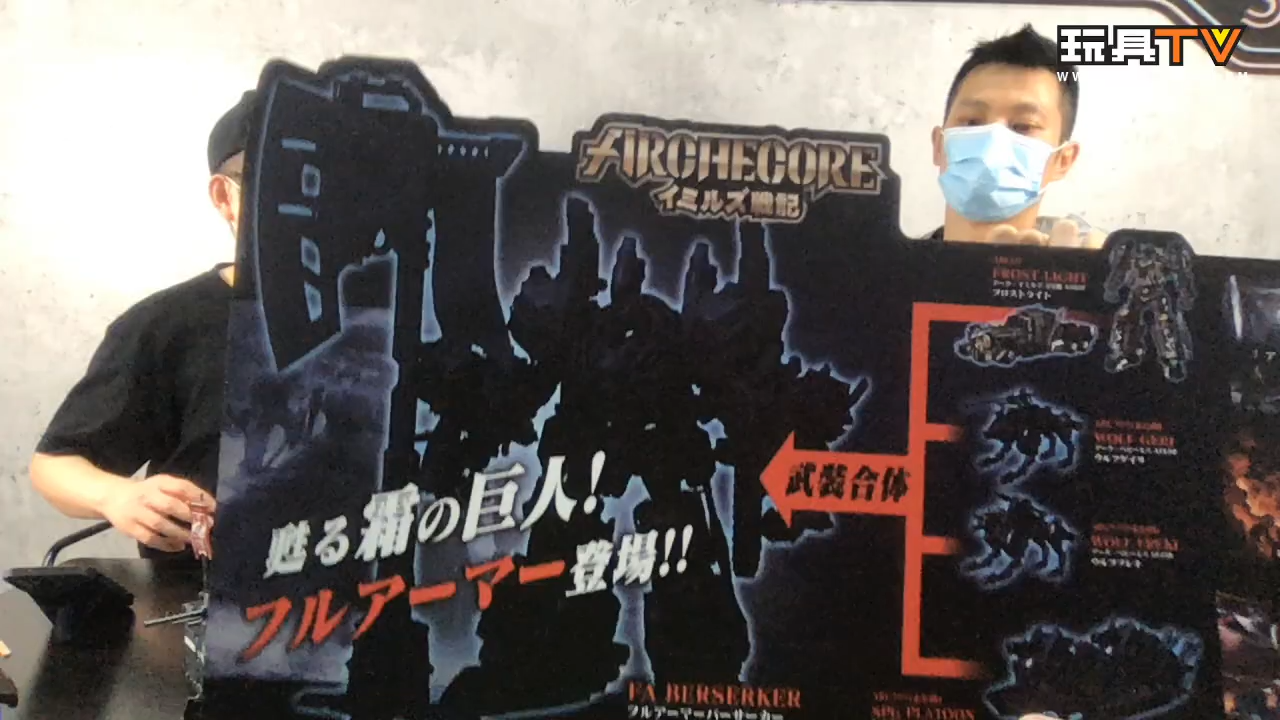 玩具TV
ARCHECORE
イミルズ戦記
FROST LIGHT
フロストライト
WOLF GERI
ウルフゲリ
武装合体
WOLF FREKI
ウルフフレキ
甦る霜の巨人!
フルアーマー登場!!
FA BERSERKER
フルアーマーバーサーカー
SPG PLATOON